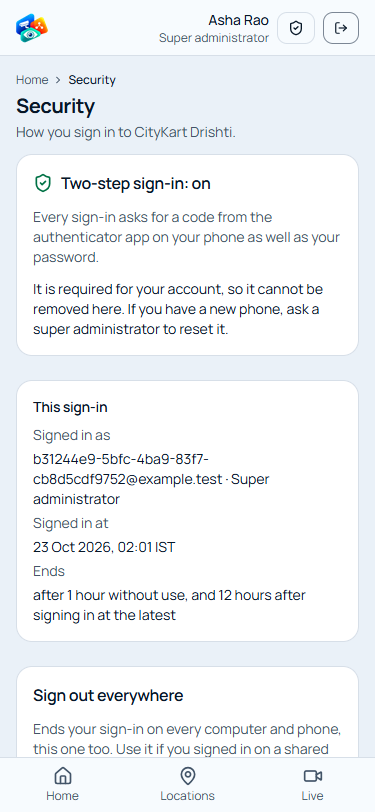 Asha Rao
Super administrator
Home > Security
Security
How you sign in to CityKart Drishti.
Two-step sign-in: on
Every sign-in asks for a code from the
authenticator app on your phone as well as your
password.
It is required for your account, so it cannot be
removed here. If you have a new phone, ask a
super administrator to reset it.
This sign-in
Signed in as
b31244e9-5bfc-4ba9-83f7-
cb8d5cdf9752@example.test · Super
administrator
Signed in at
23 Oct 2026, 02:01 IST
Ends
after 1 hour without use, and 12 hours after
signing in at the latest
Sign out everywhere
Ends your sign-in on every computer and phone,
this one too. Use it if you signed in on a shared
Home
Locations
Live